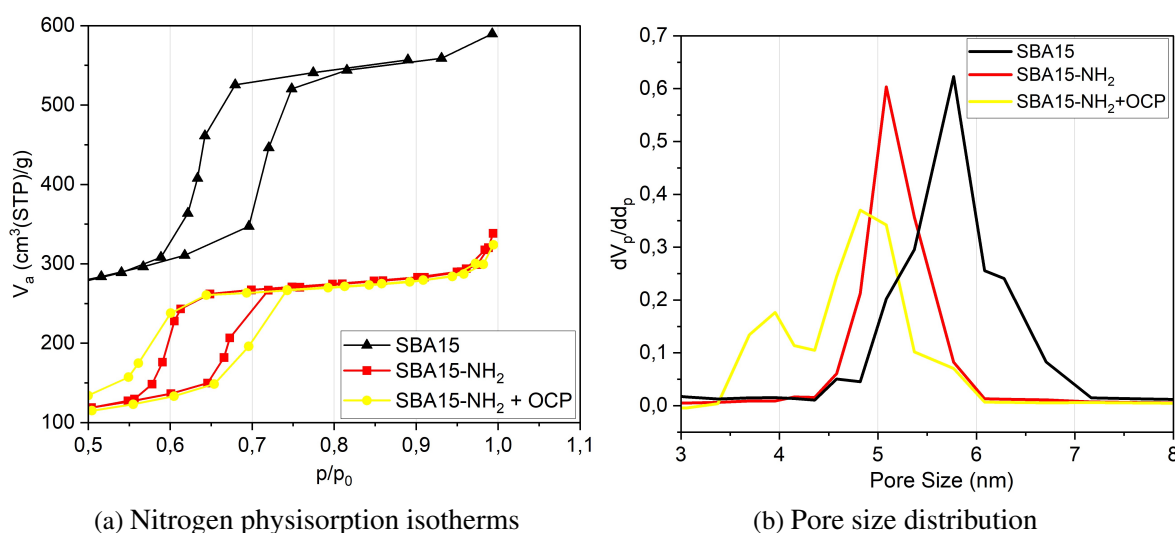 600
500
400
300
200
100
0,5
0,6
0,7
0,8
0,9
1,0
1,1
Va (cm3(STP)/g)
p/p0
SBA15
SBA15-NH2
SBA15-NH2 + OCP
(a) Nitrogen physisorption isotherms
0,7
0,6
0,5
0,4
0,3
0,2
0,1
0,0
3
4
5
6
7
8
dVp/ddp
Pore Size (nm)
SBA15
SBA15-NH2
SBA15-NH2+OCP
(b) Pore size distribution